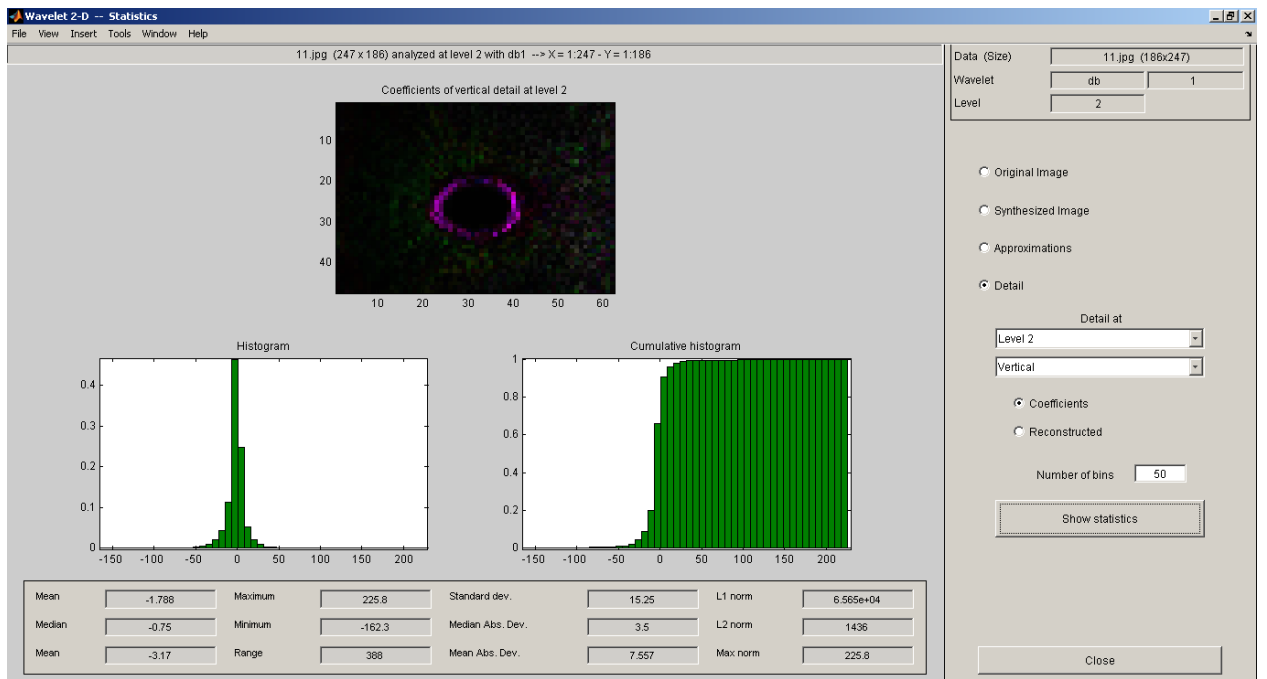 Wavelet 2-D -- Statistics
File View Insert Tools Window Help
11.jpg (247 x 186) analyzed at level 2 with db1 --> X = 1:247 - Y = 1:186
Coefficients of vertical detail at level 2
10
20
30
40
10 20 30 40 50 60
Histogram
0.4
0.3
0.2
0.1
0
-150 -100 -50 0 50 100 150 200
Cumulative histogram
1
0.8
0.6
0.4
0.2
0
-150 -100 -50 0 50 100 150 200
Mean -1.788 Maximum 225.8 Standard dev. 15.25 L1 norm 6.565e+04
Median -0.75 Minimum -162.3 Median Abs. Dev. 3.5 L2 norm 1436
Mean -3.17 Range 388 Mean Abs. Dev. 7.557 Max norm 225.8
Data (Size) 11.jpg (186x247)
Wavelet db 1
Level 2
Original Image
Synthesized Image
Approximations
Detail
Detail at
Level 2
Vertical
Coefficients
Reconstructed
Number of bins 50
Show statistics
Close